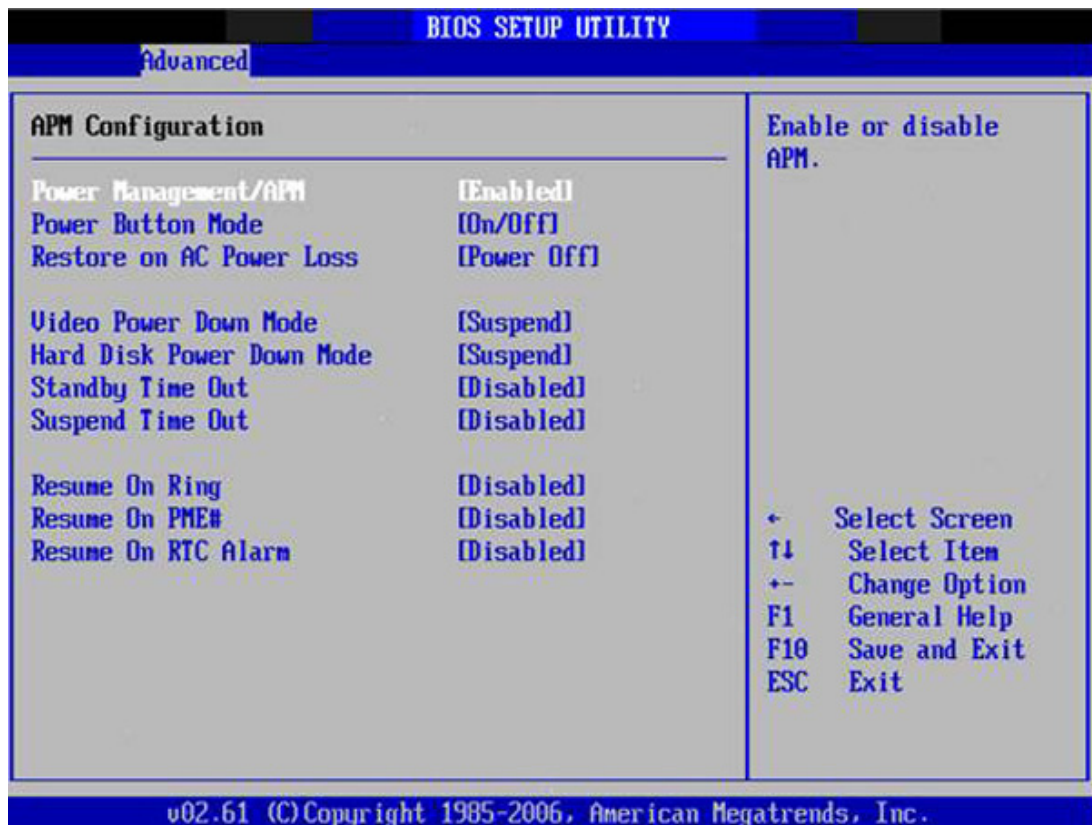 BIOS SETUP UTILITY
Advanced
APM Configuration
Power Management/APM [Enabled]
Power Button Mode [On/Off]
Restore on AC Power Loss [Power Off]
Video Power Down Mode [Suspend]
Hard Disk Power Down Mode [Suspend]
Standby Time Out [Disabled]
Suspend Time Out [Disabled]
Resume On Ring [Disabled]
Resume On PME# [Disabled]
Resume On RTC Alarm [Disabled]
Enable or disable
APM.
← Select Screen
↑↓ Select Item
+- Change Option
F1 General Help
F10 Save and Exit
ESC Exit
v02.61 (C)Copyright 1985-2006, American Megatrends, Inc.